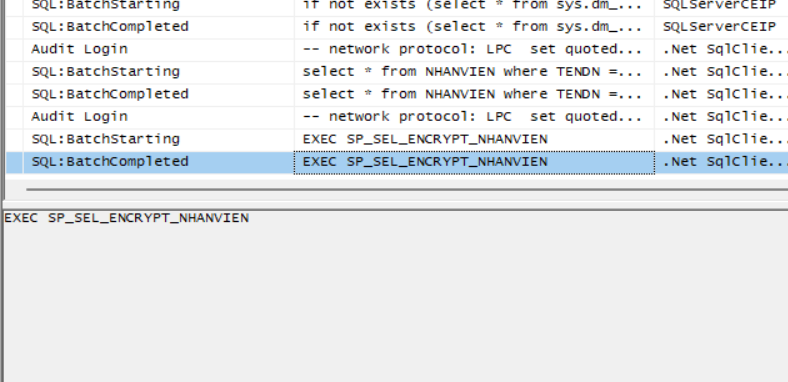 SQL:BatchStarting if not exists (select * from sys.dm_... SQLServerCEIP
SQL:BatchCompleted if not exists (select * from sys.dm_... SQLServerCEIP
Audit Login -- network protocol: LPC set quoted... .Net SqlClie...
SQL:BatchStarting select * from NHANVIEN where TENDN =... .Net SqlClie...
SQL:BatchCompleted select * from NHANVIEN where TENDN =... .Net SqlClie...
Audit Login -- network protocol: LPC set quoted... .Net SqlClie...
SQL:BatchStarting EXEC SP_SEL_ENCRYPT_NHANVIEN .Net SqlClie...
SQL:BatchCompleted EXEC SP_SEL_ENCRYPT_NHANVIEN .Net SqlClie...
EXEC SP_SEL_ENCRYPT_NHANVIEN